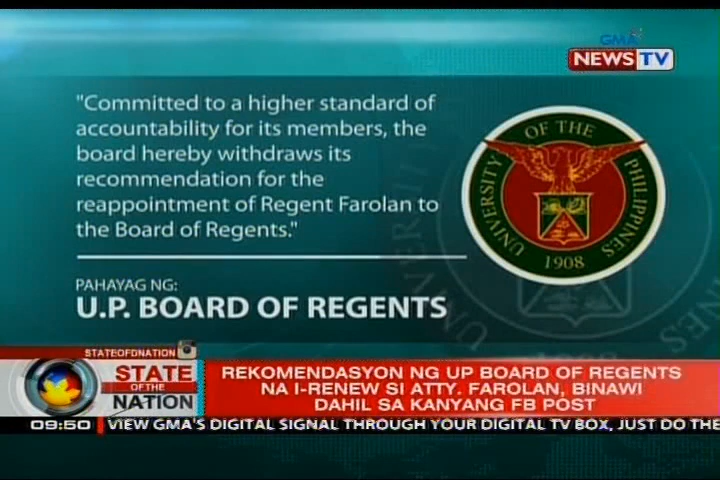 GMA
NEWS TV
"Committed to a higher standard of
accountability for its members, the
board hereby withdraws its
recommendation for the
reappointment of Regent Farolan to
the Board of Regents."
PAHAYAG NG:
U.P. BOARD OF REGENTS
UNIVERSITY OF THE PHILIPPINES
1908
STATEOFDNATION
STATE
OF THE
NATION
REKOMENDASYON NG UP BOARD OF REGENTS
NA I-RENEW SI ATTY. FAROLAN, BINAWI
DAHIL SA KANYANG FB POST
09:50
VIEW GMA'S DIGITAL SIGNAL THROUGH YOUR DIGITAL TV BOX, JUST DO THE